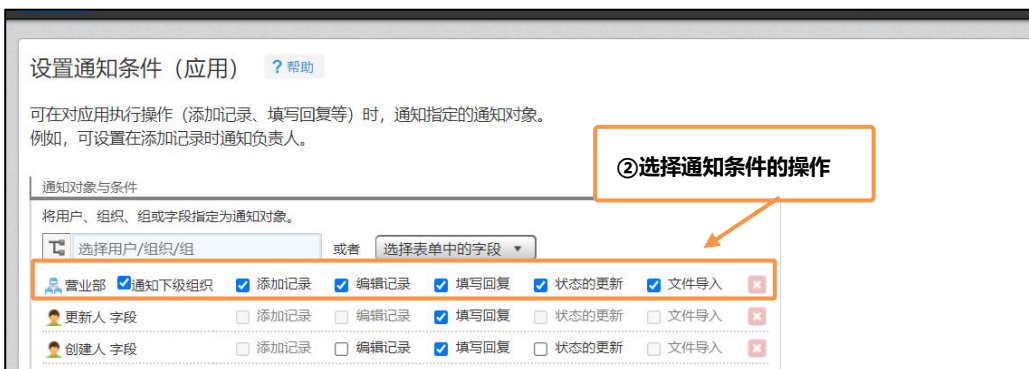 设置通知条件（应用） ?帮助
可在对应用执行操作（添加记录、填写回复等）时，通知指定的通知对象。
例如，可设置在添加记录时通知负责人。
②选择通知条件的操作
通知对象与条件
将用户、组织、组或字段指定为通知对象。
选择用户/组织/组 或者 选择表单中的字段
营业部 通知下级组织 添加记录 编辑记录 填写回复 状态的更新 文件导入
更新人 字段 添加记录 编辑记录 填写回复 状态的更新 文件导入
创建人 字段 添加记录 编辑记录 填写回复 状态的更新 文件导入